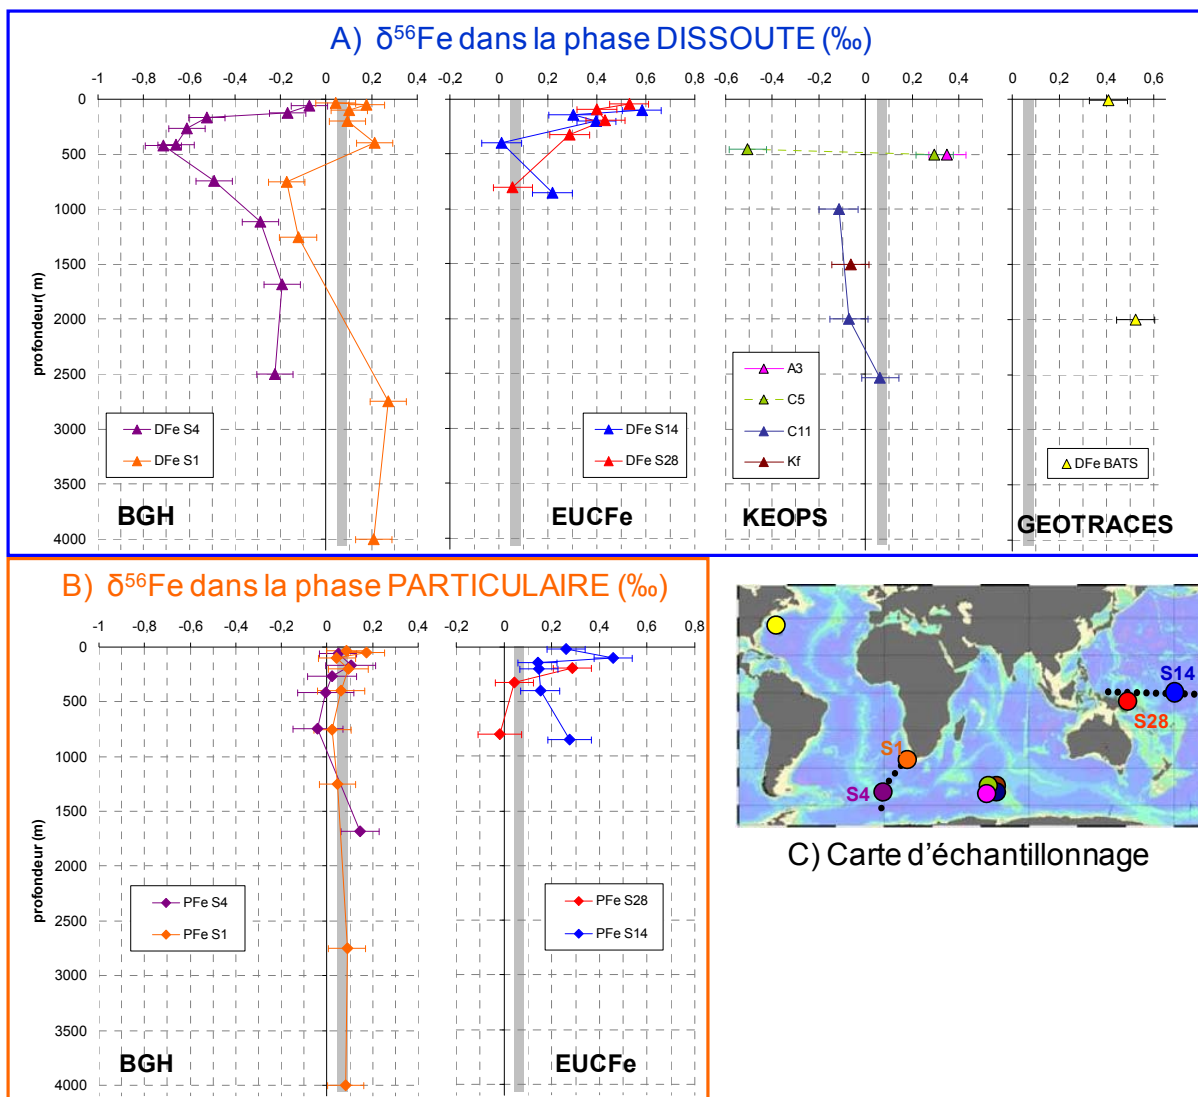 A) δ⁵⁶Fe dans la phase DISSOUTE (‰)
-1 -0,8 -0,6 -0,4 -0,2 0 0,2 0,4
0 0,2 0,4 0,6 0,8
-0,6 -0,4 -0,2 0 0,2 0,4
0 0,2 0,4 0,6
0
500
1000
1500
2000
2500
3000
3500
4000
profondeur( m)
DFe S4
DFe S1
BGH
DFe S14
DFe S28
EUCFe
A3
C5
C11
Kf
KEOPS
DFe BATS
GEOTRACES
B) δ⁵⁶Fe dans la phase PARTICULAIRE (‰)
-1 -0,8 -0,6 -0,4 -0,2 0 0,2 0,4
-0,2 0 0,2 0,4 0,6 0,8
0
500
1000
1500
2000
2500
3000
3500
4000
profondeur (m)
PFe S4
PFe S1
BGH
PFe S28
PFe S14
EUCFe
S14
S28
S1
S4
C) Carte d'échantillonnage